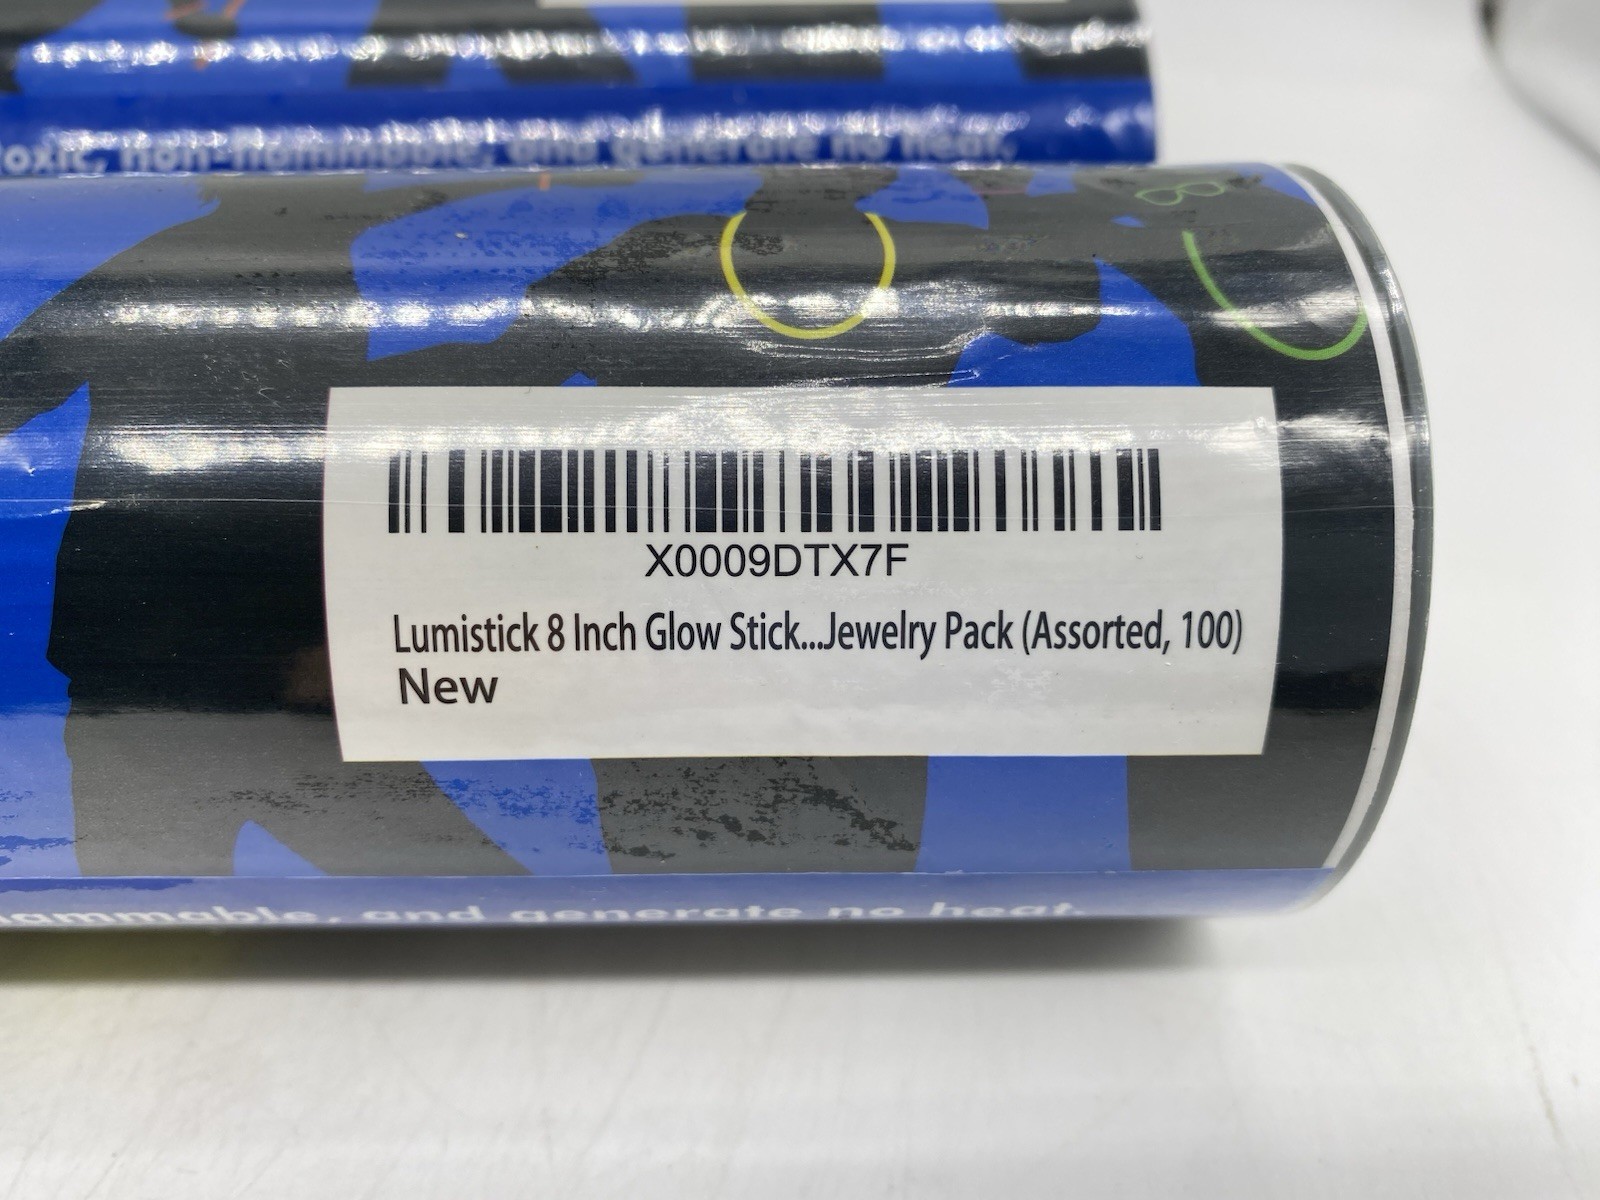 toxic, non-flammable, and generate no heat.
X0009DTX7F
Lumistick 8 Inch Glow Stick...Jewelry Pack (Assorted, 100)
New
ammable, and generate no heat.